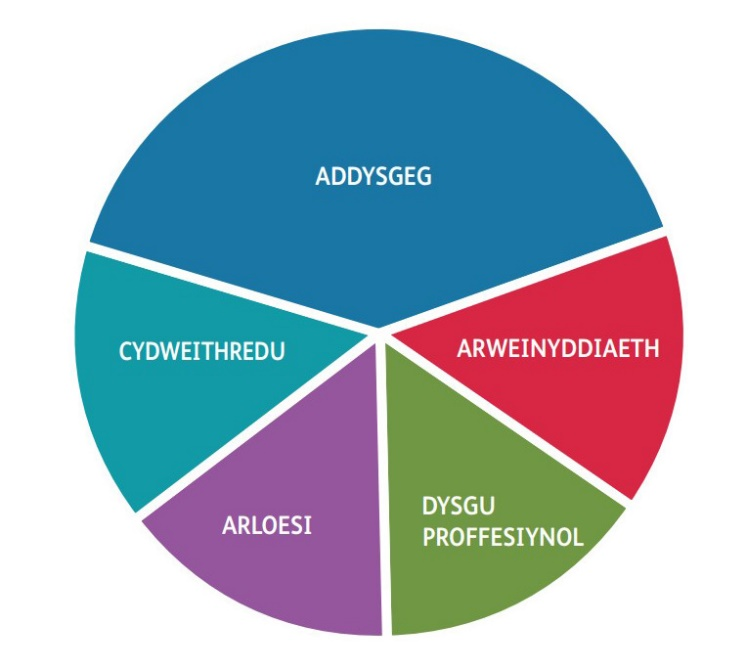 ADDYSGEG
CYDWEITHREDU
ARWEINYDDIAETH
ARLOESI
DYSGU
PROFFESIYNOL